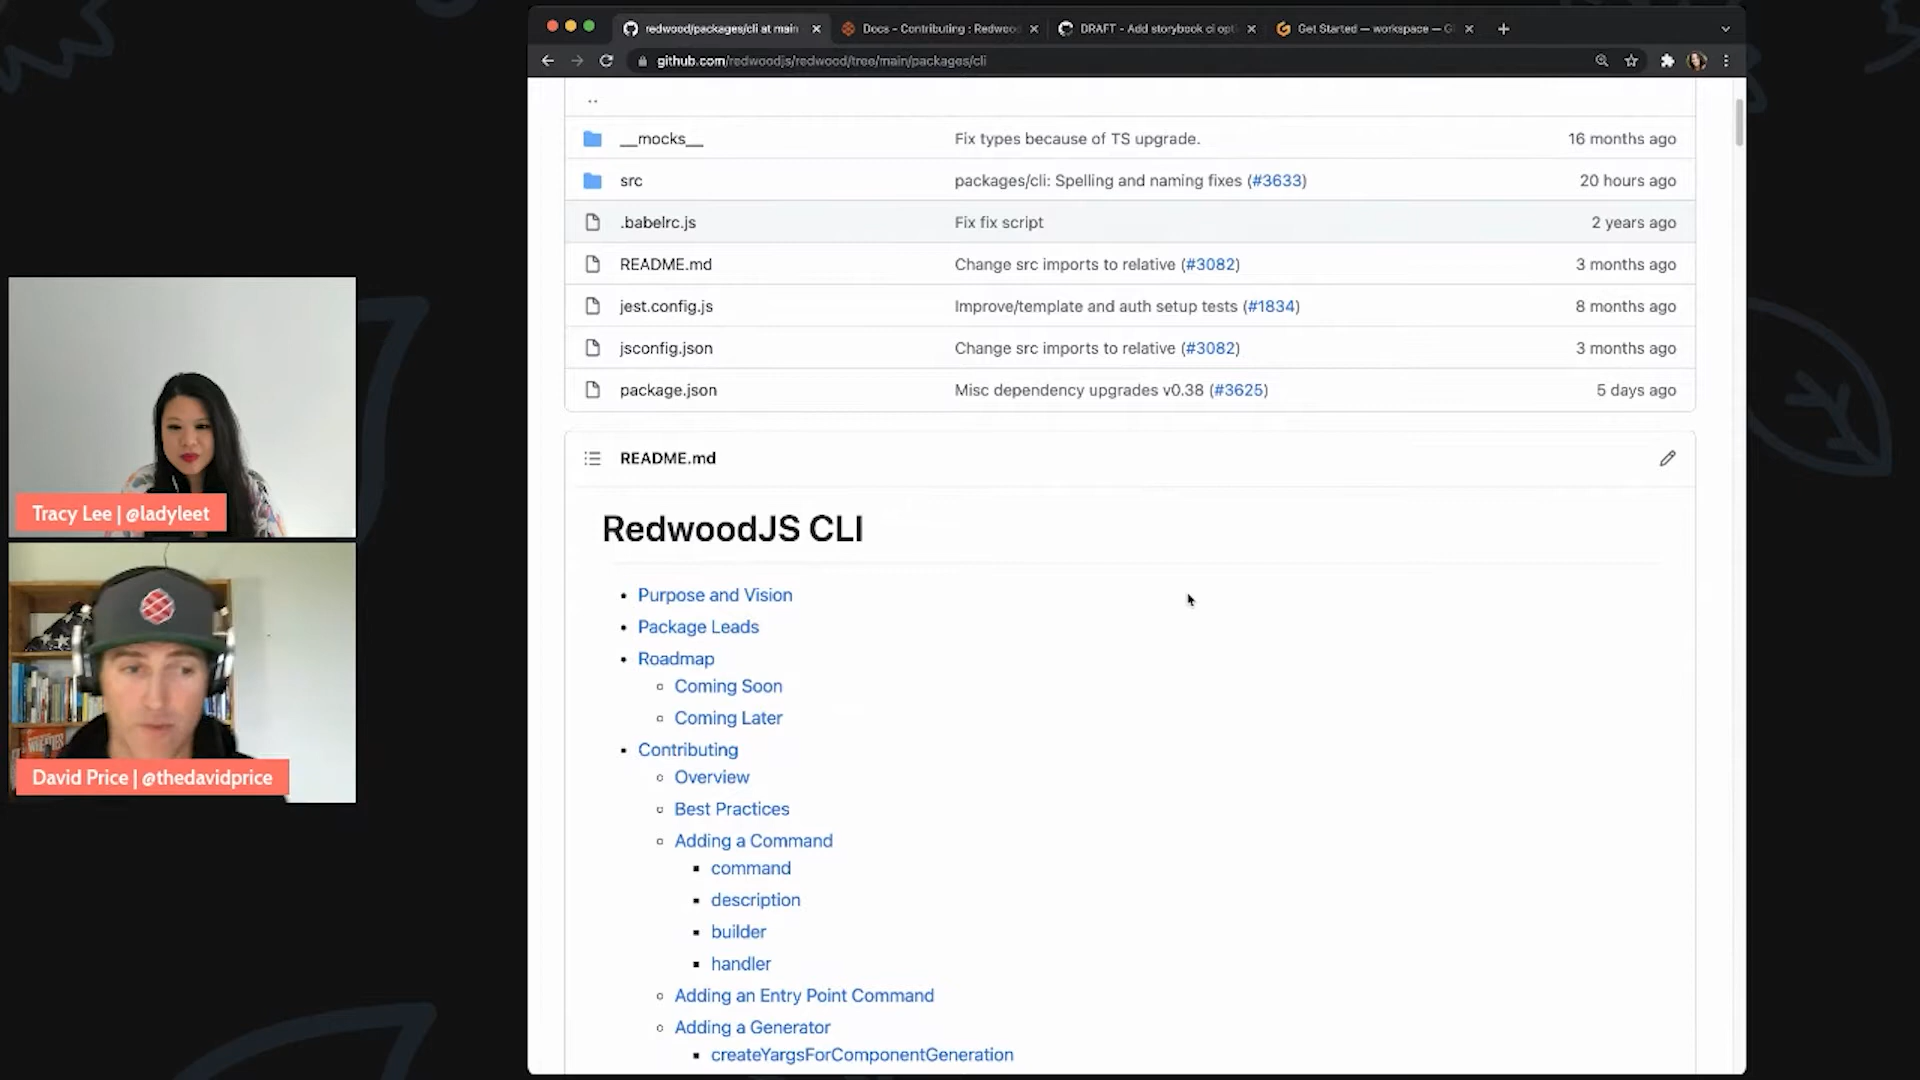 redwood/packages/cli at main
Docs - Contributing : Redwood
DRAFT - Add storybook ci opt
Get Started — workspace — G
github.com/redwoodjs/redwood/tree/main/packages/cli
..
__mocks__ Fix types because of TS upgrade. 16 months ago
src packages/cli: Spelling and naming fixes (#3633) 20 hours ago
.babelrc.js Fix fix script 2 years ago
README.md Change src imports to relative (#3082) 3 months ago
jest.config.js Improve/template and auth setup tests (#1834) 8 months ago
jsconfig.json Change src imports to relative (#3082) 3 months ago
package.json Misc dependency upgrades v0.38 (#3625) 5 days ago
README.md
RedwoodJS CLI
• Purpose and Vision
• Package Leads
• Roadmap
◦ Coming Soon
◦ Coming Later
• Contributing
◦ Overview
◦ Best Practices
◦ Adding a Command
▪ command
▪ description
▪ builder
▪ handler
◦ Adding an Entry Point Command
◦ Adding a Generator
▪ createYargsForComponentGeneration
Tracy Lee | @ladyleet
WHEATIES
David Price | @thedavidprice